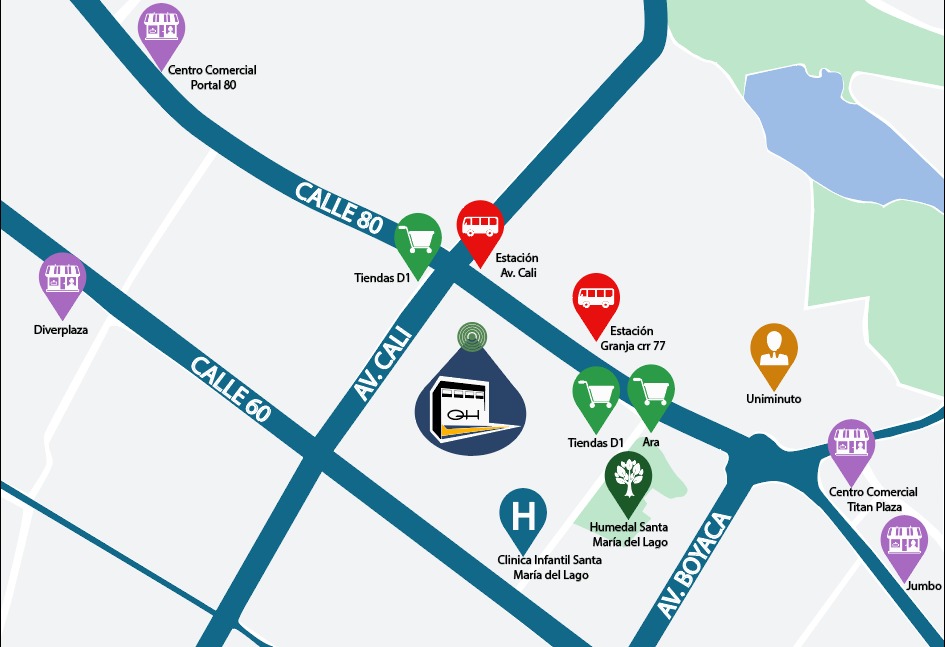 Centro Comercial
Portal 80
CALLE 80
Tiendas D1
Estación
Av. Cali
Diverplaza
Estación
Granja crr 77
AV. CALI
CALLE 60
QH
Uniminuto
Tiendas D1
Ara
Centro Comercial
Titan Plaza
H
Humedal Santa
María del Lago
Clinica Infantil Santa
María del Lago
AV. BOYACA
Jumbo